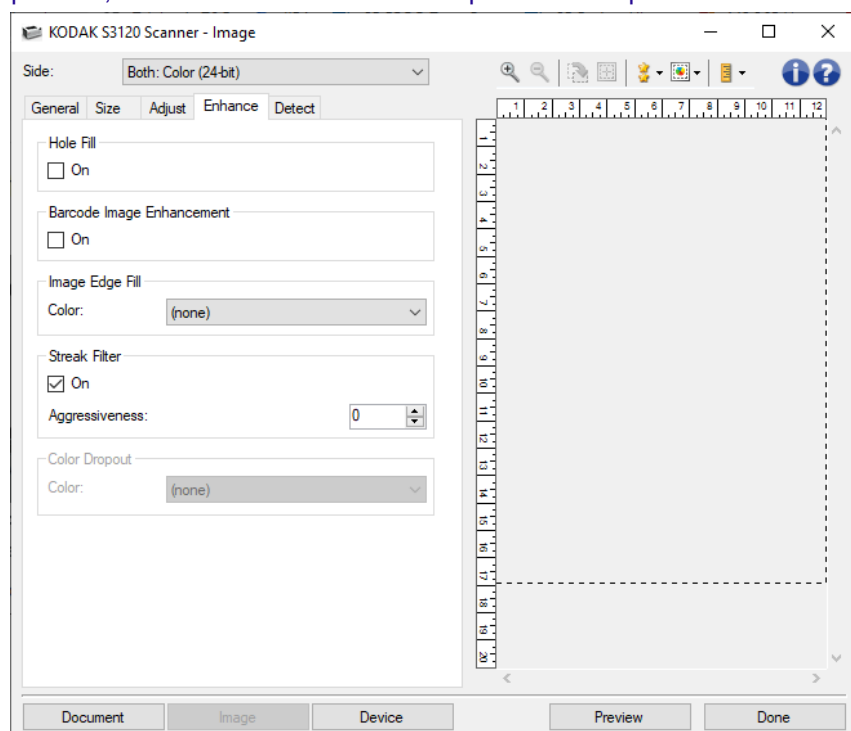 KODAK S3120 Scanner - Image
Side: Both: Color (24-bit)
General Size Adjust Enhance Detect
Hole Fill
On
Barcode Image Enhancement
On
Image Edge Fill
Color: (none)
Streak Filter
On
Aggressiveness: 0
Color Dropout
Color: (none)
1 2 3 4 5 6 7 8 9 10 11 12
1
2
3
4
5
6
7
8
9
10
11
12
13
14
15
16
17
18
19
20
Document Image Device Preview Done